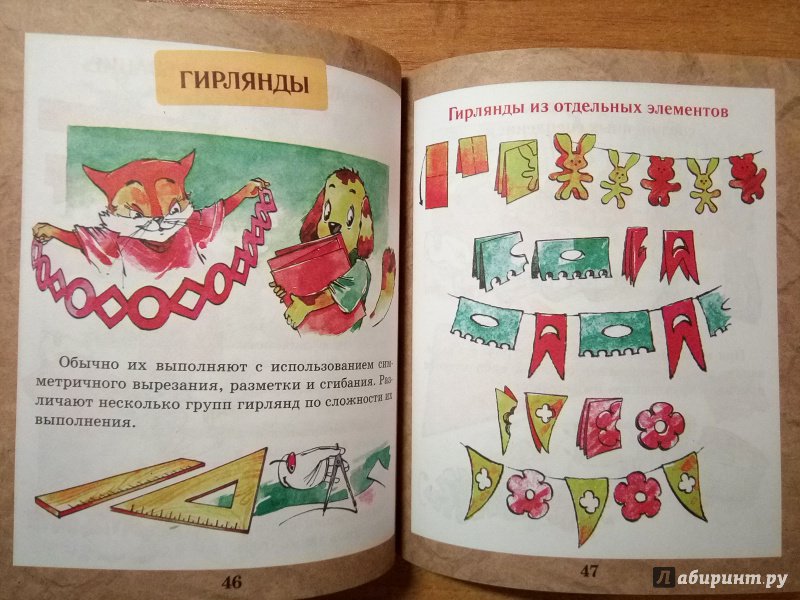 ГИРЛЯНДЫ
Обычно их выполняют с использованием сим-
метричного вырезания, разметки и сгибания. Раз-
личают несколько групп гирлянд по сложности их
выполнения.
46
Гирлянды из отдельных элементов
47
Лабиринт.ру